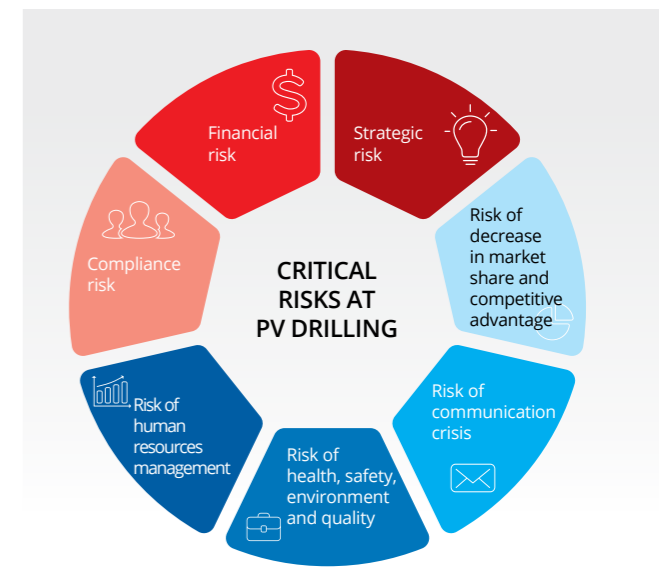 Financial
risk
Strategic
risk
Risk of
decrease
in market
share and
competitive
advantage
Compliance
risk
CRITICAL
RISKS AT
PV DRILLING
Risk of
communication
crisis
Risk of
human
resources
management
Risk of
health, safety,
environment
and quality